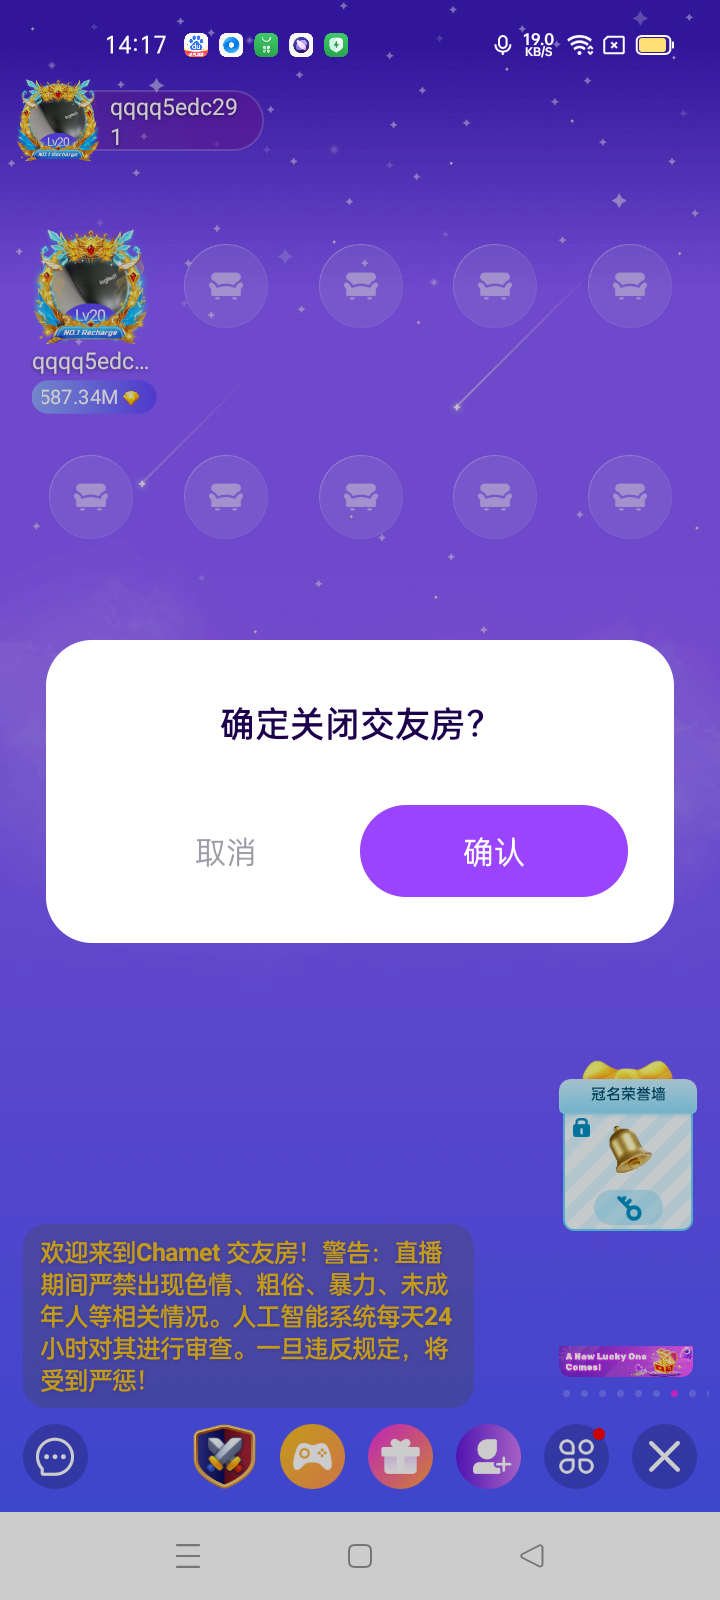 14:17
19.0
KB/S
qqqq5edc29
1
Lv20
NO.1 Recharge
Lv20
NO.1 Recharge
qqqq5edc...
587.34M
确定关闭交友房?
取消
确认
冠名荣誉墙
欢迎来到Chamet 交友房！警告：直播
期间严禁出现色情、粗俗、暴力、未成
年人等相关情况。人工智能系统每天24
小时对其进行审查。一旦违反规定，将
受到严惩！
A New Lucky One
Comes!